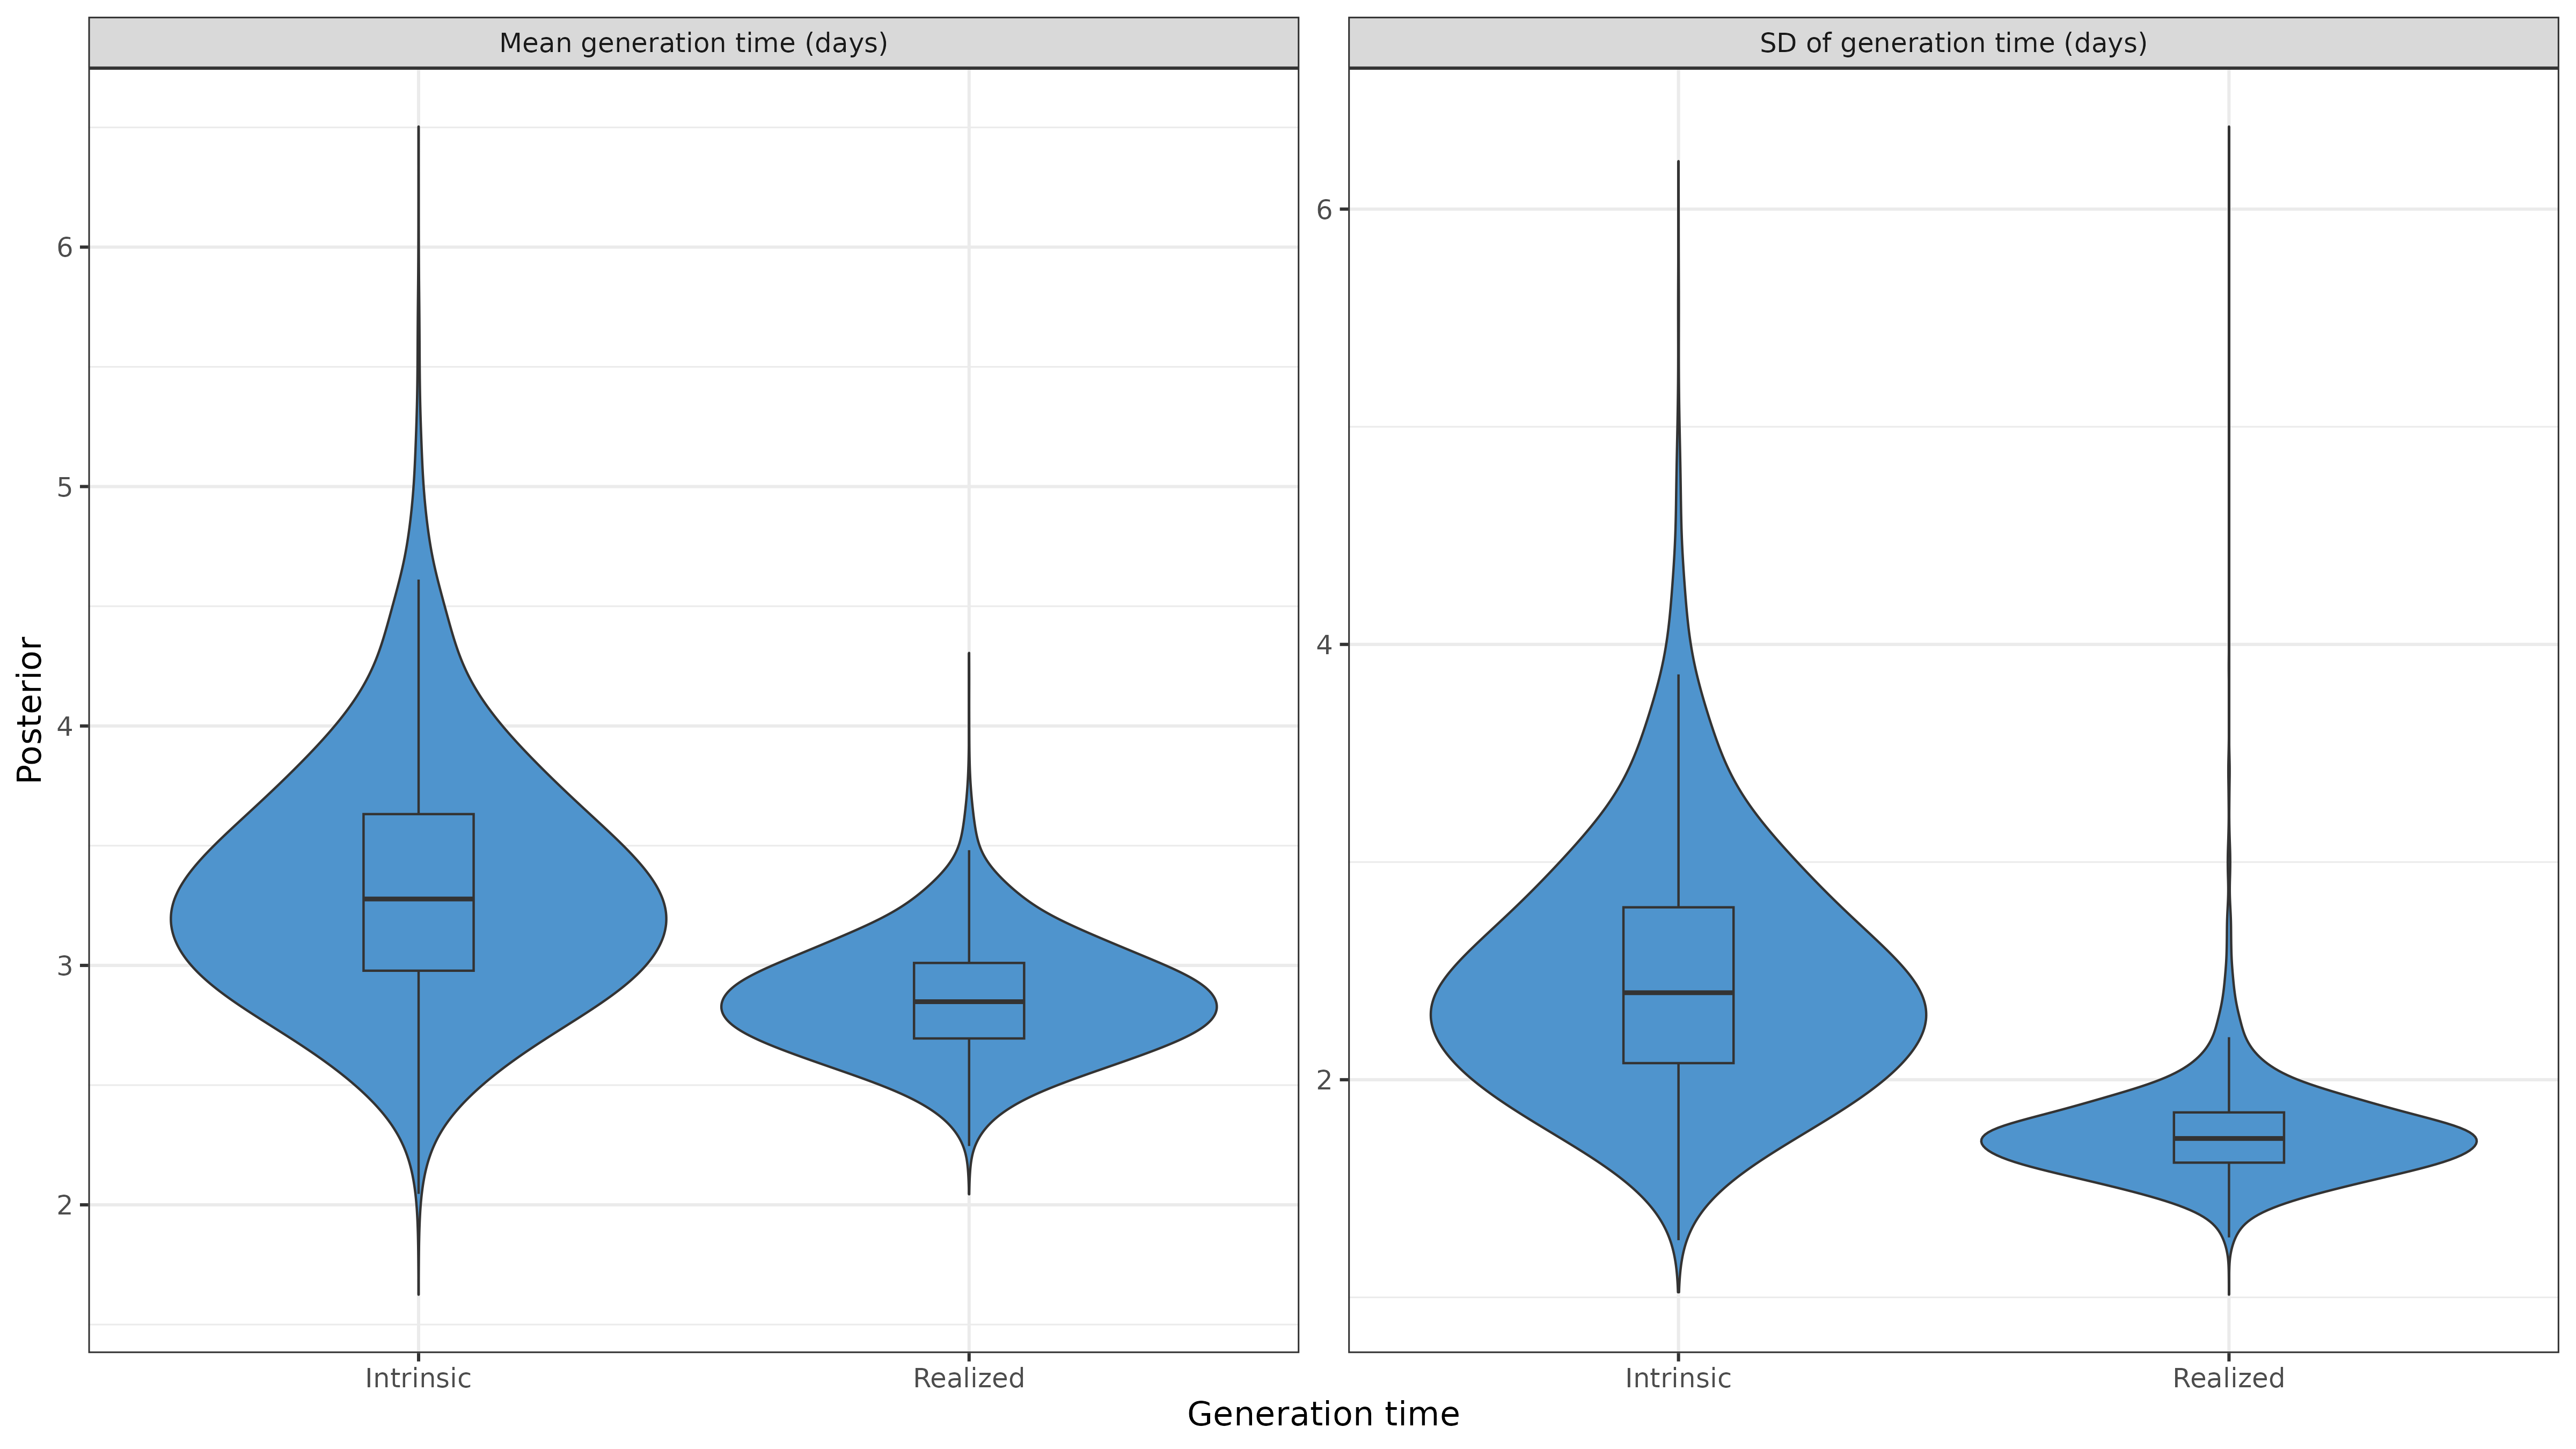 Mean generation time (days)
SD of generation time (days)
Posterior
6
5
4
3
2
6
4
2
Intrinsic
Realized
Intrinsic
Realized
Generation time